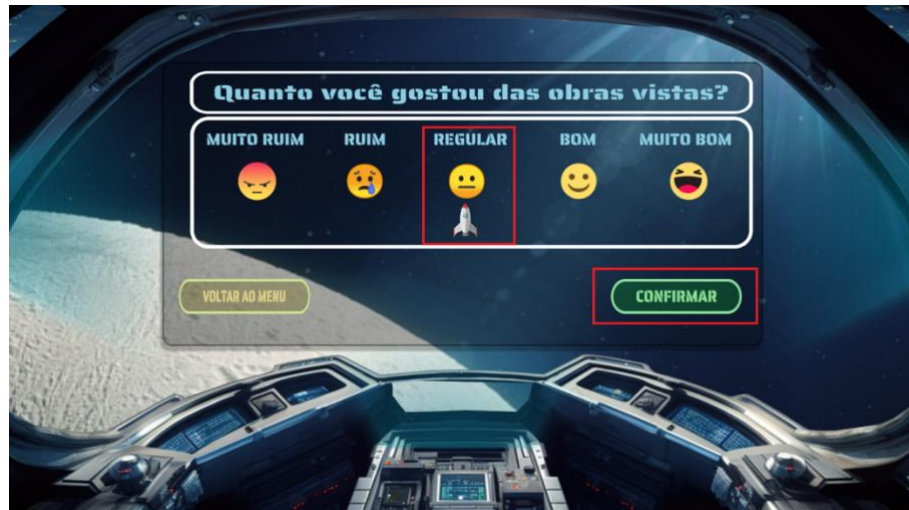 Quanto você gostou das obras vistas?
MUITO RUIM RUIM REGULAR BOM MUITO BOM
VOLTAR AO MENU CONFIRMAR